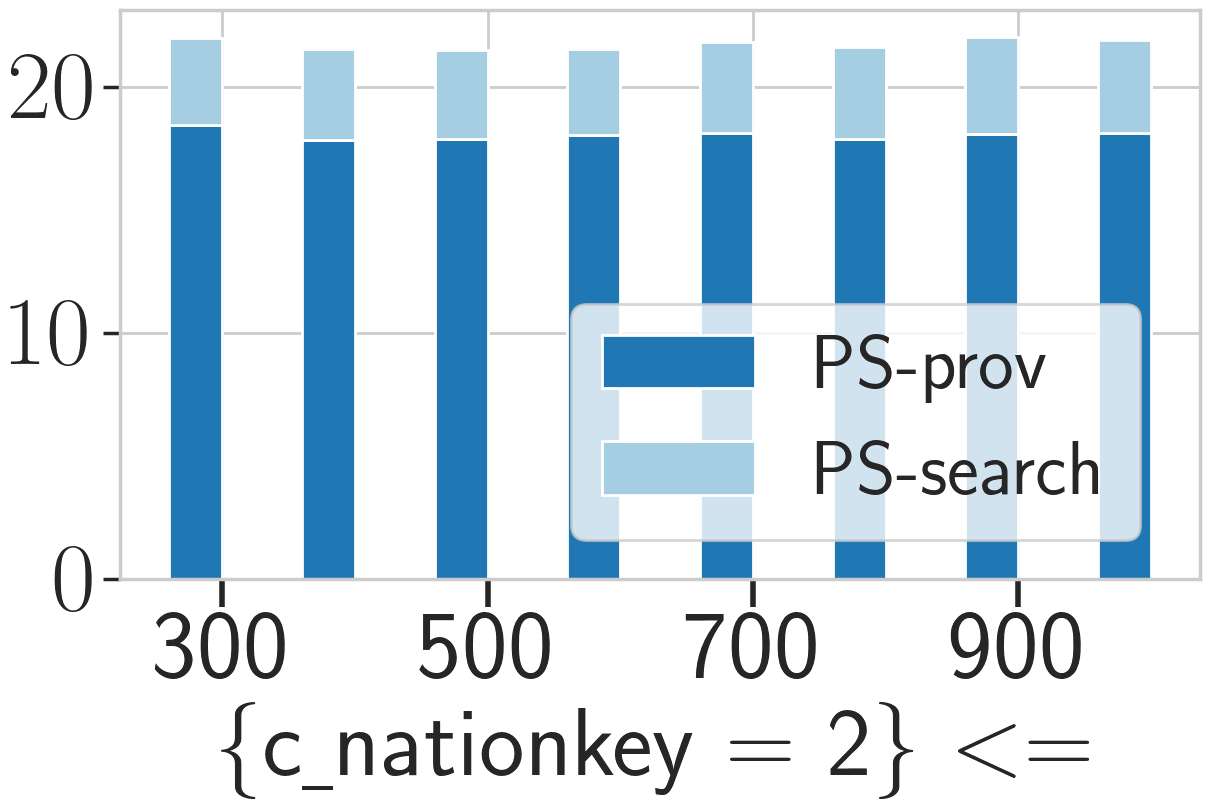 20
10
0
PS-prov
PS-search
300 500 700 900
{c_nationkey = 2} <=